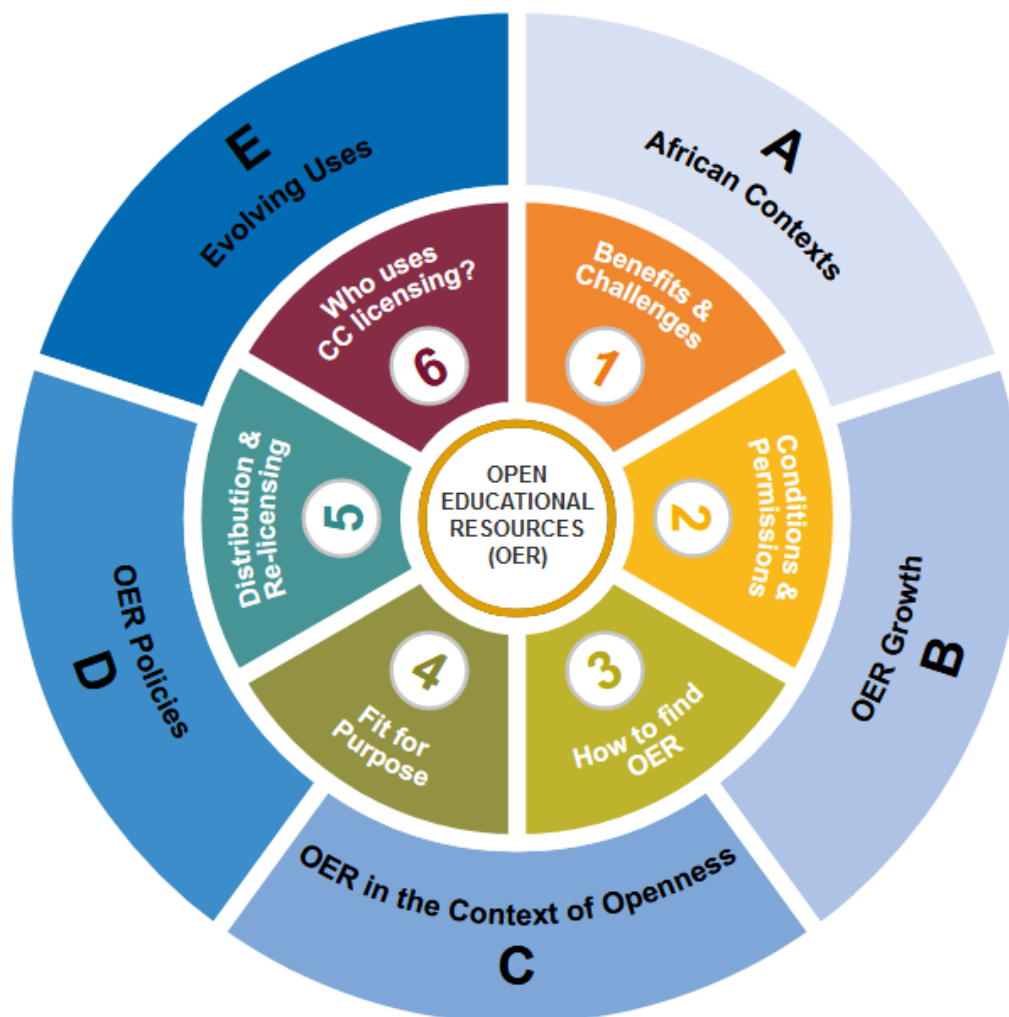 A
African Contexts
B
OER Growth
C
OER in the Context of Openness
D
OER Policies
E
Evolving Uses
1
Benefits &
Challenges
2
Conditions &
Permissions
3
How to find
OER
4
Fit for
Purpose
5
Distribution &
Re-licensing
6
Who uses
CC licensing?
OPEN
EDUCATIONAL
RESOURCES
(OER)